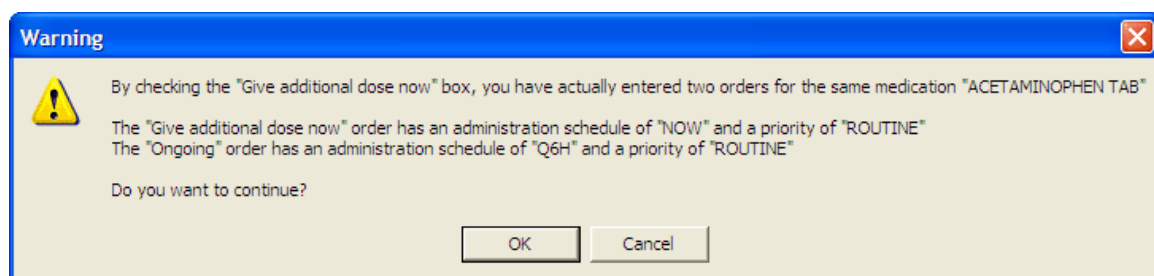 Warning
By checking the "Give additional dose now" box, you have actually entered two orders for the same medication "ACETAMINOPHEN TAB"
The "Give additional dose now" order has an administration schedule of "NOW" and a priority of "ROUTINE"
The "Ongoing" order has an administration schedule of "Q6H" and a priority of "ROUTINE"
Do you want to continue?
OK Cancel